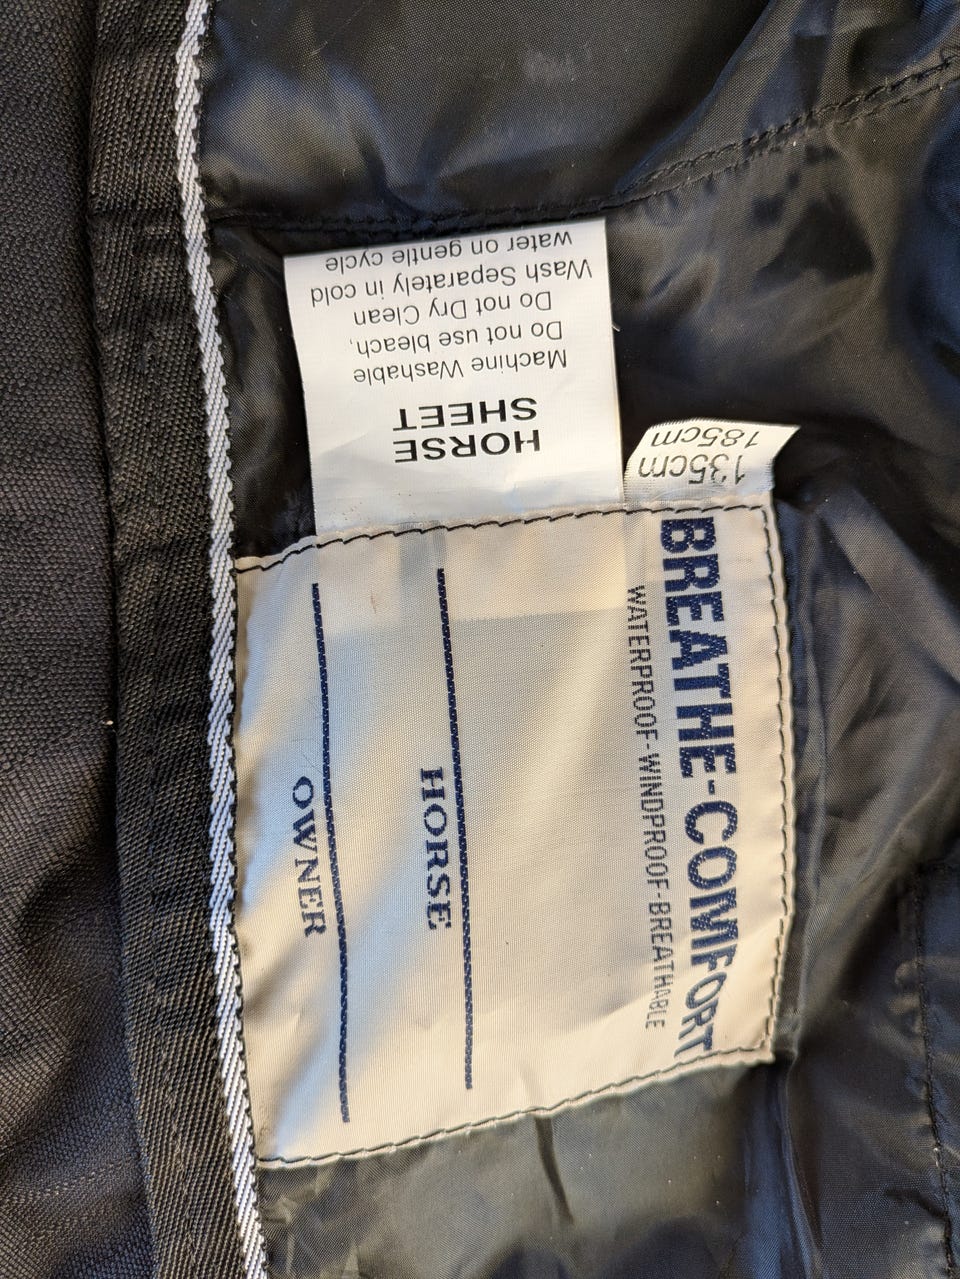 HORSE
SHEET
Machine Washable
Do not use bleach,
Do not Dry Clean
Wash Separately in cold
water on gentle cycle
135cm
185cm
BREATHE-COMFORT
WATERPROOF-WINDPROOF-BREATHABLE
HORSE
OWNER